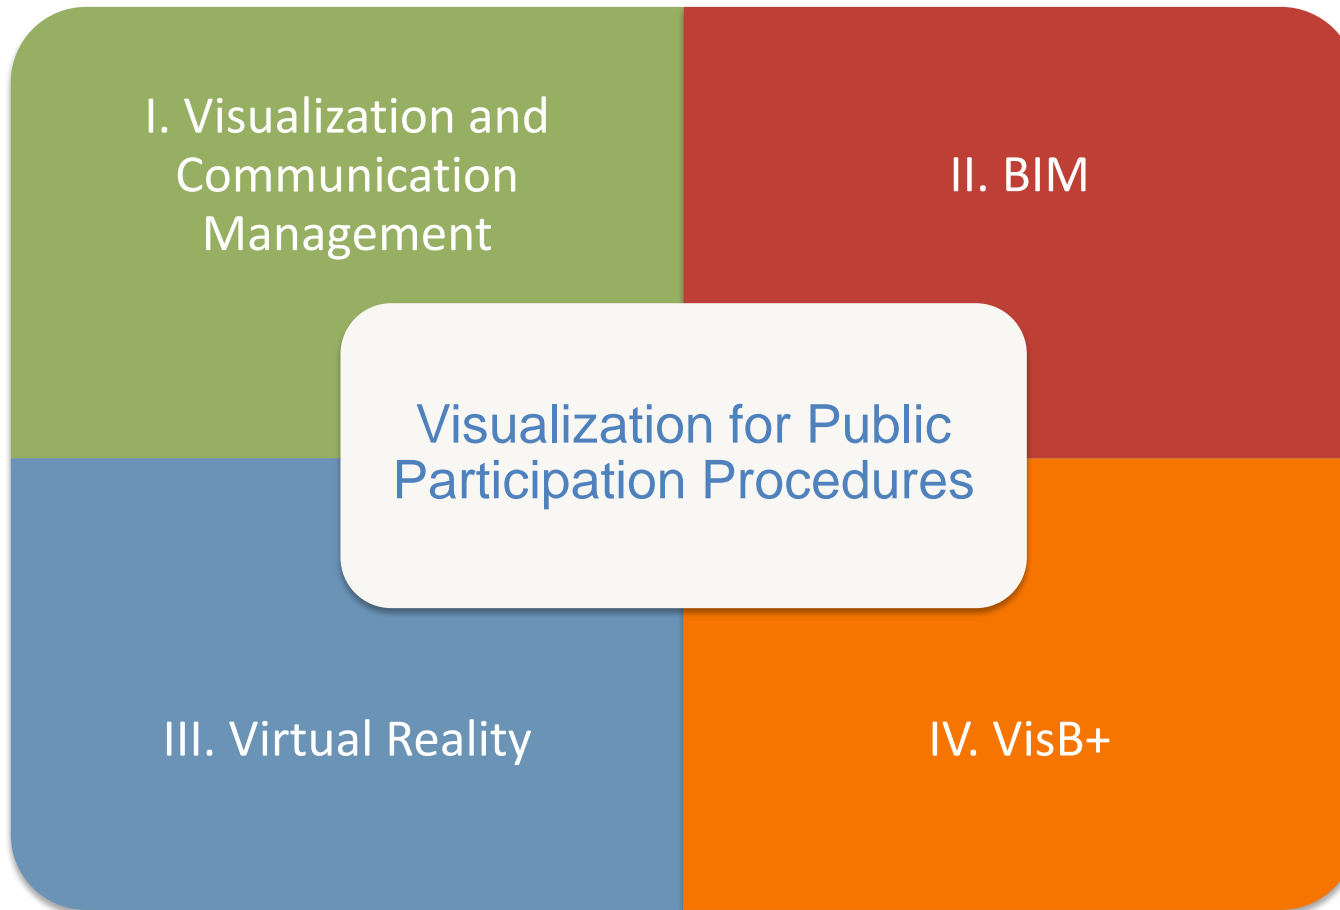 I. Visualization and
Communication
Management
II. BIM
Visualization for Public
Participation Procedures
III. Virtual Reality
IV. VisB+